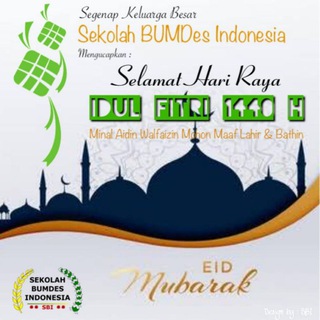 Segenap Keluarga Besar
Sekolah BUMDes Indonesia
Mengucapkan :
Selamat Hari Raya
IDUL FITRI 1440 H
Minal Aidin Walfaizin Mohon Maaf Lahir & Bathin
EID
Mubarak
SEKOLAH
BUMDES
INDONESIA
** SBI **